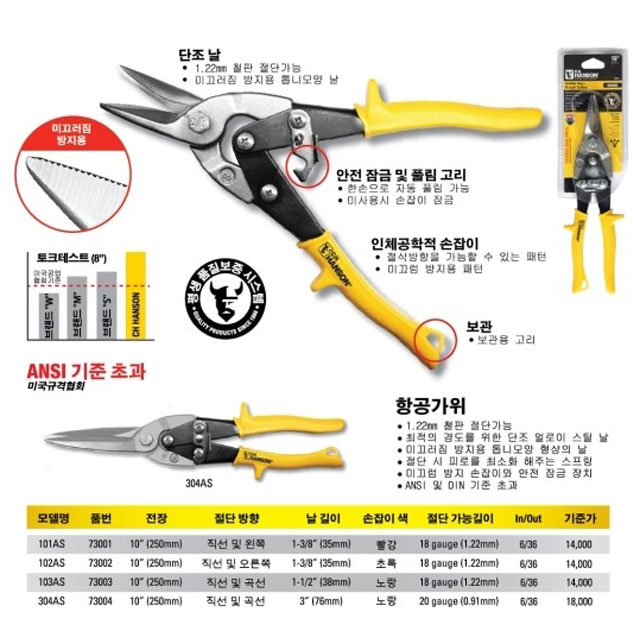 단조 날
• 1.22mm 철판 절단가능
• 미끄러짐 방지용 톱니모양 날
미끄러짐
방지용
안전 잠금 및 풀림 고리
• 한손으로 자동 풀림 가능
• 미사용시 손잡이 잠금
인체공학적 손잡이
• 절삭방향을 가늠할 수 있는 패턴
• 미끄럼 방지용 패턴
C.H. HANSON
토크테스트 (8")
미국공업
협회기준
브랜드 "W"
브랜드 "M"
브랜드 "S"
CH HANSON
평생 품질보증 시스템
QUALITY PRODUCTS SINCE 1866
보관
• 보관용 고리
ANSI 기준 초과
미국규격협회
304AS
항공가위
• 1.22mm 철판 절단가능
• 최적의 경도를 위한 단조 얼로이 스틸 날
• 미끄러짐 방지용 톱니모양 형상의 날
• 절단 시 피로를 최소화 해주는 스프링
• 미끄럼 방지 손잡이와 안전 잠금 장치
• ANSI 및 DIN 기준 초과
모델명 품번 전장 절단 방향 날 길이 손잡이 색 절단 가능길이 In/Out 기준가
101AS 73001 10" (250mm) 직선 및 왼쪽 1-3/8" (35mm) 빨강 18 gauge (1.22mm) 6/36 14,000
102AS 73002 10" (250mm) 직선 및 오른쪽 1-3/8" (35mm) 초록 18 gauge (1.22mm) 6/36 14,000
103AS 73003 10" (250mm) 직선 및 곡선 1-1/2" (38mm) 노랑 18 gauge (1.22mm) 6/36 14,000
304AS 73004 10" (250mm) 직선 및 곡선 3" (76mm) 노랑 20 gauge (0.91mm) 6/36 18,000